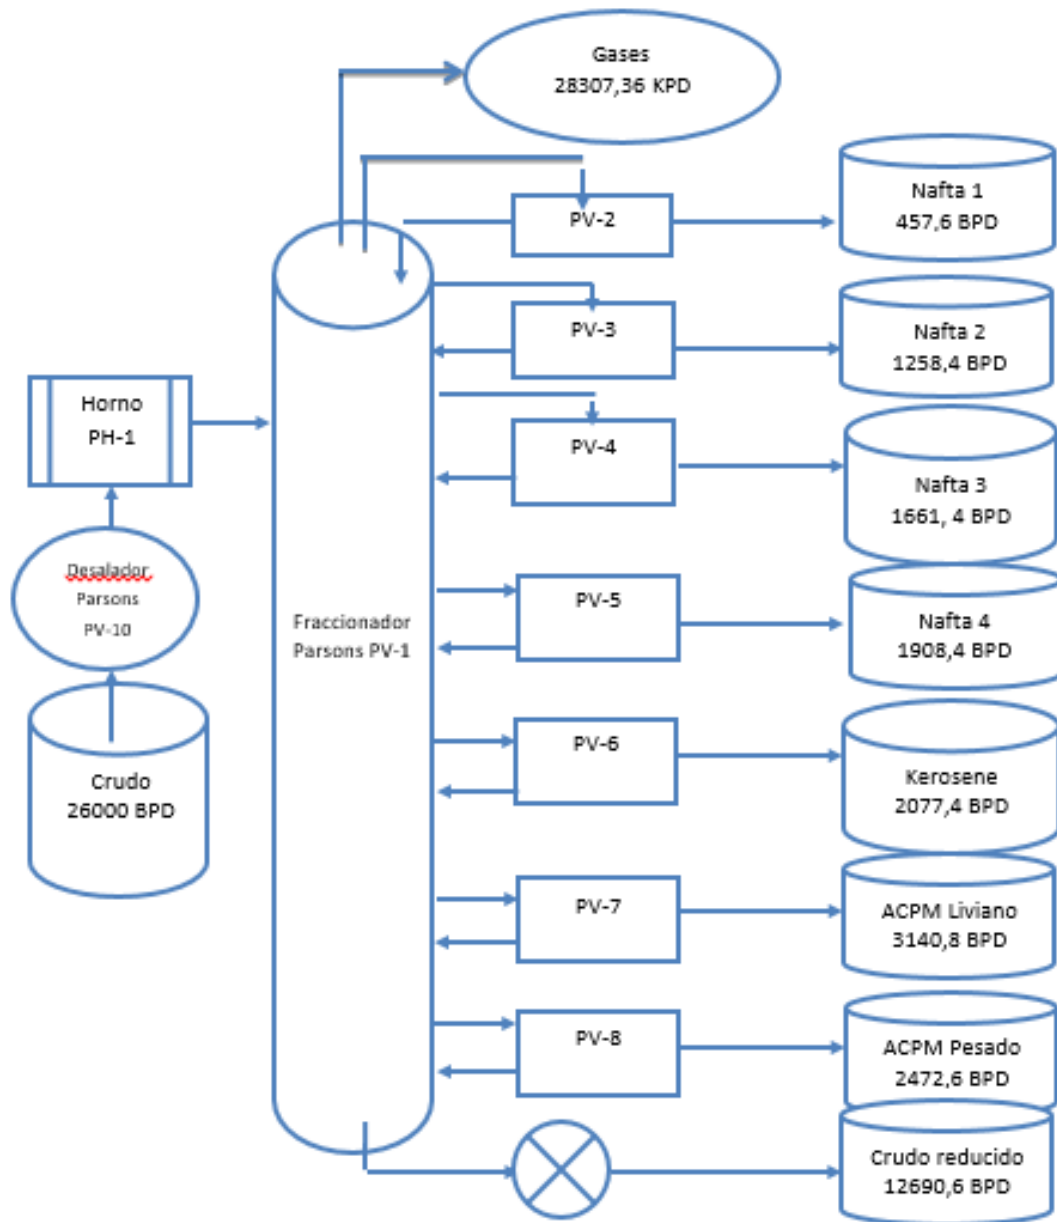 Gases
28307,36 KPD
PV-2
Nafta 1
457,6 BPD
PV-3
Nafta 2
1258,4 BPD
Horno
PH-1
PV-4
Nafta 3
1661, 4 BPD
Desalador
Parsons
PV-10
Fraccionador
Parsons PV-1
PV-5
Nafta 4
1908,4 BPD
Crudo
26000 BPD
PV-6
Kerosene
2077,4 BPD
PV-7
ACPM Liviano
3140,8 BPD
PV-8
ACPM Pesado
2472,6 BPD
Crudo reducido
12690,6 BPD